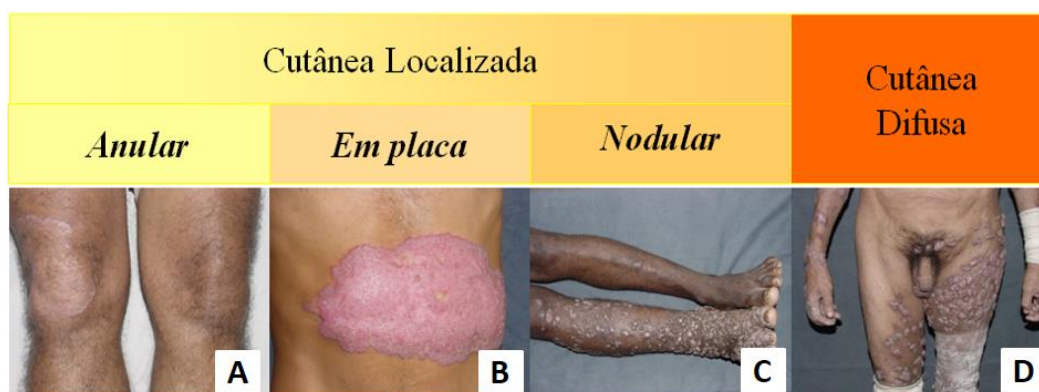 Cutânea Localizada
Cutânea
Difusa
Anular
Em placa
Nodular
A
B
C
D